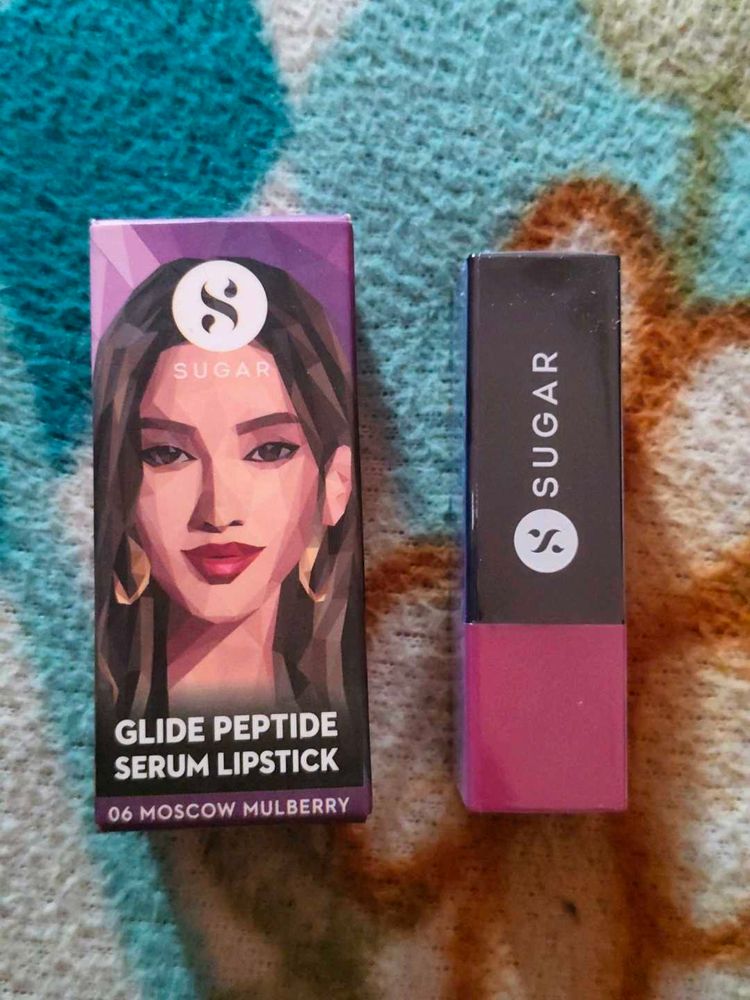 SUGAR
GLIDE PEPTIDE
SERUM LIPSTICK
06 MOSCOW MULBERRY
SUGAR